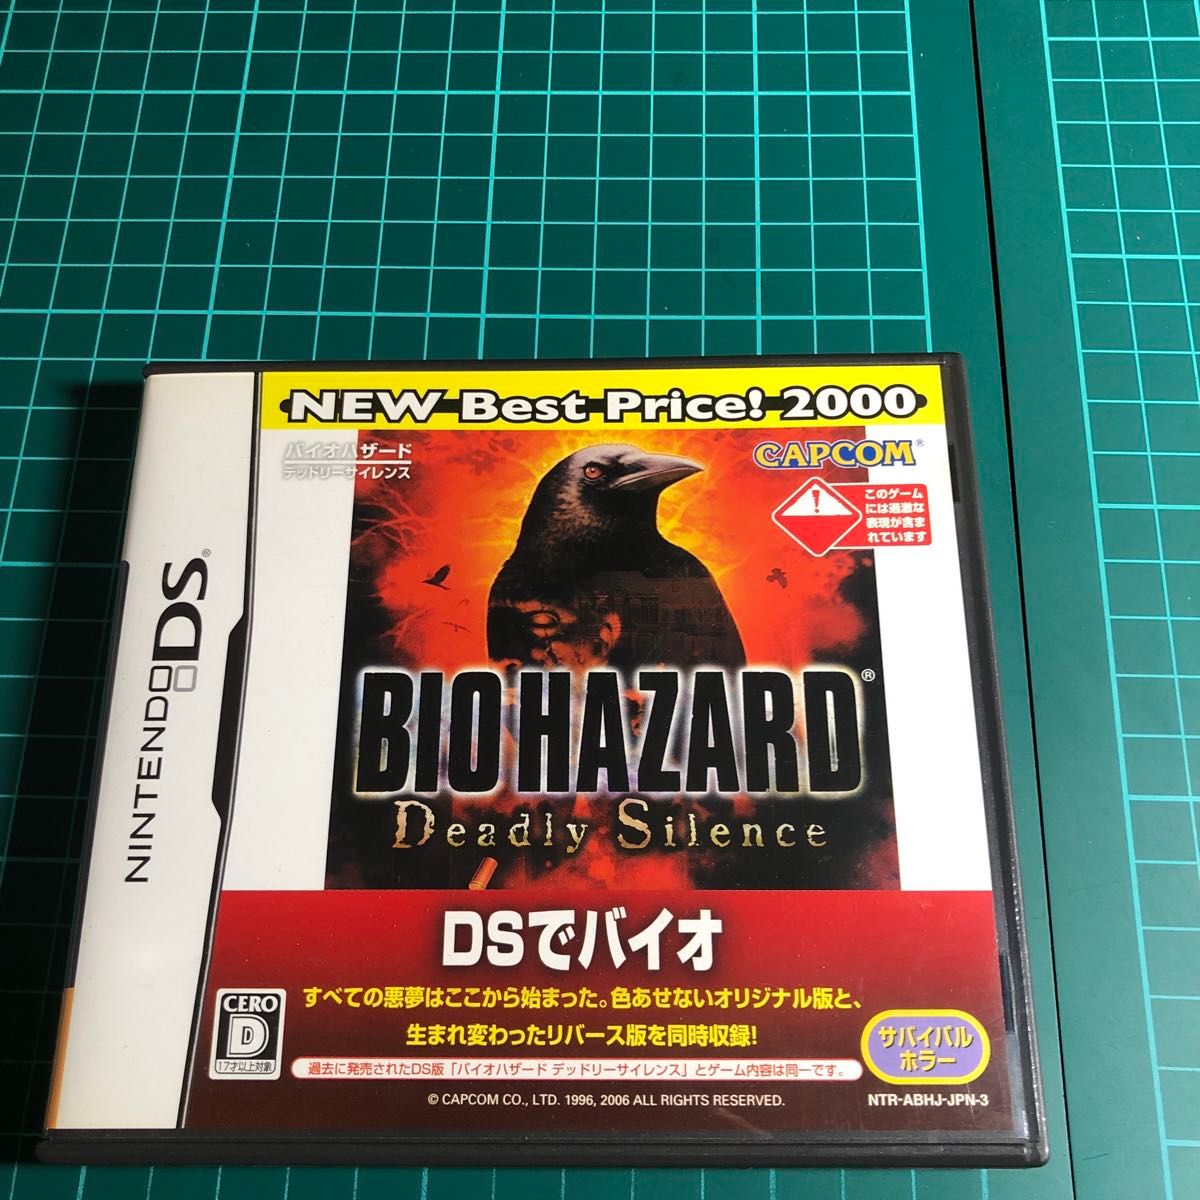 NEW Best Price! 2000
バイオハザード
デッドリーサイレンス
CAPCOM®
このゲーム
には過激な
表現が含ま
れています
NINTENDO DS®
BIOHAZARD®
Deadly Silence
DSでバイオ
すべての悪夢はここから始まった。色あせないオリジナル版と、
生まれ変わったリバース版を同時収録!
CERO
D
17才以上対象
サバイバル
ホラー
過去に発売されたDS版「バイオハザード デッドリーサイレンス」とゲーム内容は同一です。
© CAPCOM CO., LTD. 1996, 2006 ALL RIGHTS RESERVED.
NTR-ABHJ-JPN-3